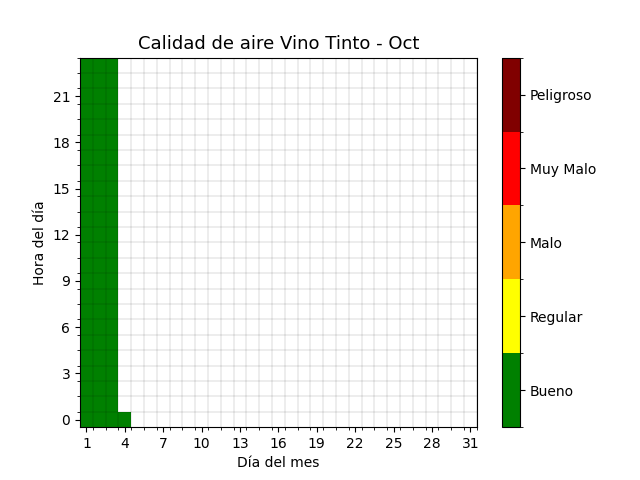 Calidad de aire Vino Tinto - Oct
Hora del día
21
18
15
12
9
6
3
0
1 4 7 10 13 16 19 22 25 28 31
Día del mes
Peligroso
Muy Malo
Malo
Regular
Bueno